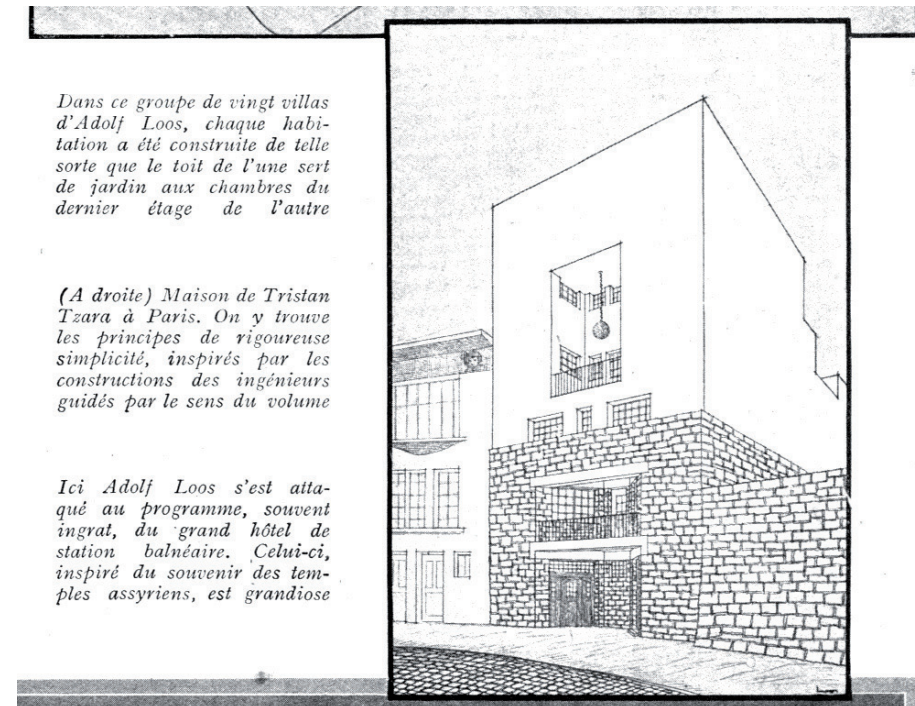 Dans ce groupe de vingt villas
d'Adolf Loos, chaque habi-
tation a été construite de telle
sorte que le toit de l'une sert
de jardin aux chambres du
dernier étage de l'autre
(A droite) Maison de Tristan
Tzara à Paris. On y trouve
les principes de rigoureuse
simplicité, inspirés par les
constructions des ingénieurs
guidés par le sens du volume
Ici Adolf Loos s'est atta-
qué au programme, souvent
ingrat, du grand hôtel de
station balnéaire. Celui-ci,
inspiré du souvenir des tem-
ples assyriens, est grandiose